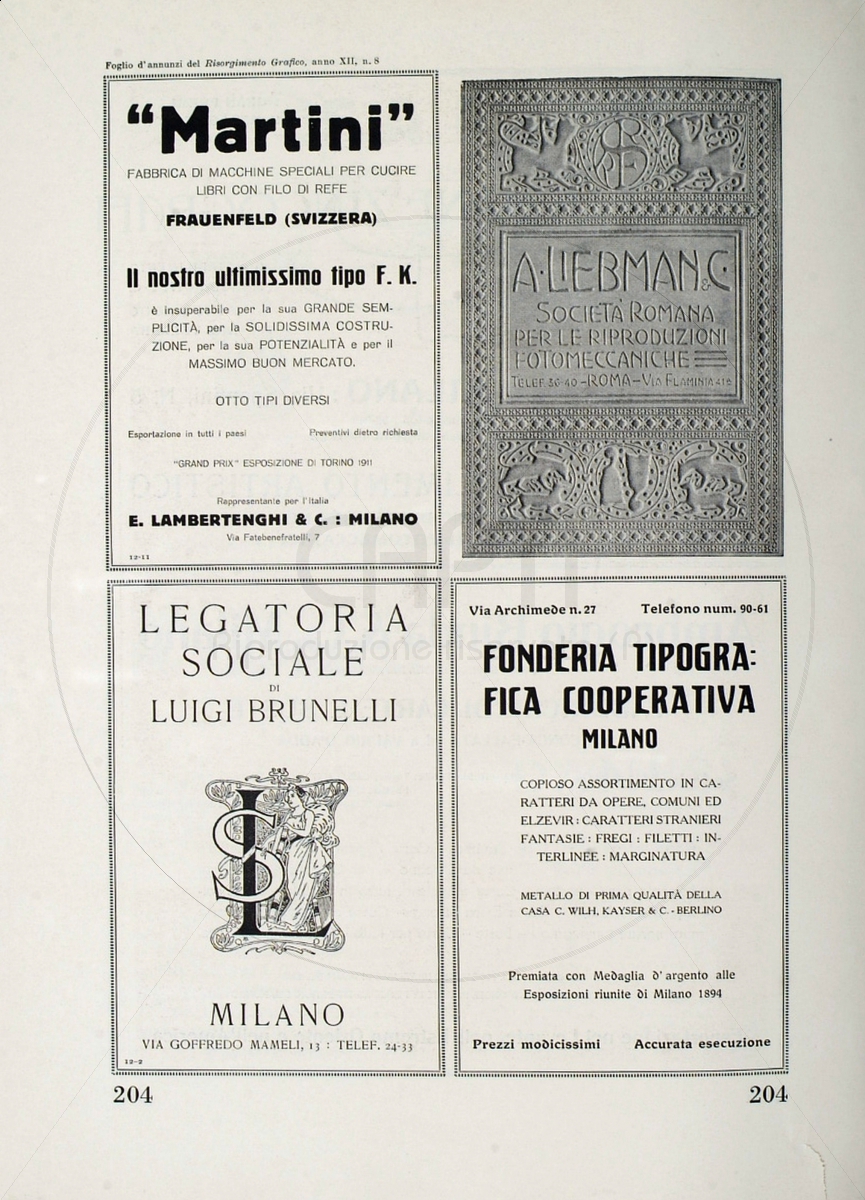 Foglio d'annunzi del Risorgimento Grafico, anno XII, n. 8
“Martini”
FABBRICA DI MACCHINE SPECIALI PER CUCIRE
LIBRI CON FILO DI REFE
FRAUENFELD (SVIZZERA)
Il nostro ultimissimo tipo F. K.
è insuperabile per la sua GRANDE SEM-
PLICITÀ, per la SOLIDISSIMA COSTRU-
ZIONE, per la sua POTENZIALITÀ e per il
MASSIMO BUON MERCATO.
OTTO TIPI DIVERSI
Esportazione in tutti i paesi Preventivi dietro richiesta
“GRAND PRIX” ESPOSIZIONE DI TORINO 1911
Rappresentante per l'Italia
E. LAMBERTENGHI & C. : MILANO
Via Fatebenefratelli, 7
12-11
A·LIEBMAN & C·
SOCIETÀ ROMANA
PER LE RIPRODUZIONI
FOTOMECCANICHE
TELEF. 36-40-ROMA-VIA FLAMINIA
LEGATORIA
SOCIALE
DI
LUIGI BRUNELLI
LS
MILANO
VIA GOFFREDO MAMELI, 13 : TELEF. 24-33
12-2
Via Archimede n. 27 Telefono num. 90-61
FONDERIA TIPOGRA:
FICA COOPERATIVA
MILANO
COPIOSO ASSORTIMENTO IN CA-
RATTERI DA OPERE, COMUNI ED
ELZEVIR : CARATTERI STRANIERI
FANTASIE : FREGI : FILETTI : IN-
TERLINEE : MARGINATURA
METALLO DI PRIMA QUALITÀ DELLA
CASA C. WILH, KAYSER & C. - BERLINO
Premiata con Medaglia d'argento alle
Esposizioni riunite di Milano 1894
Prezzi modicissimi Accurata esecuzione
204 204